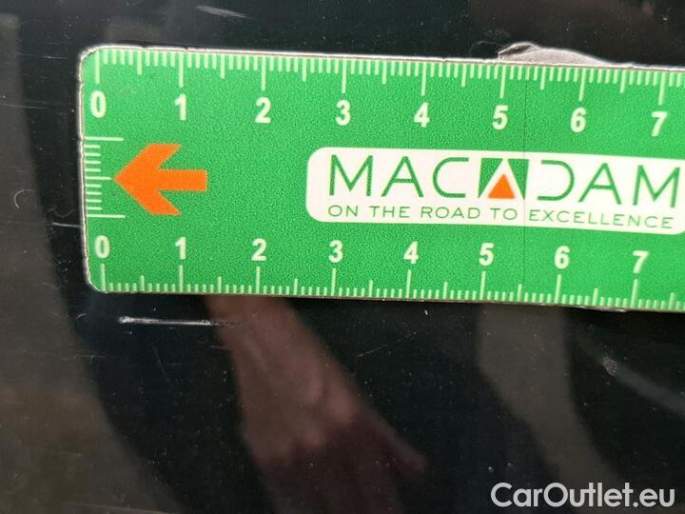 0 1 2 3 4 5 6 7
MACADAM
ON THE ROAD TO EXCELLENCE
0 1 2 3 4 5 6 7
CarOutlet.eu